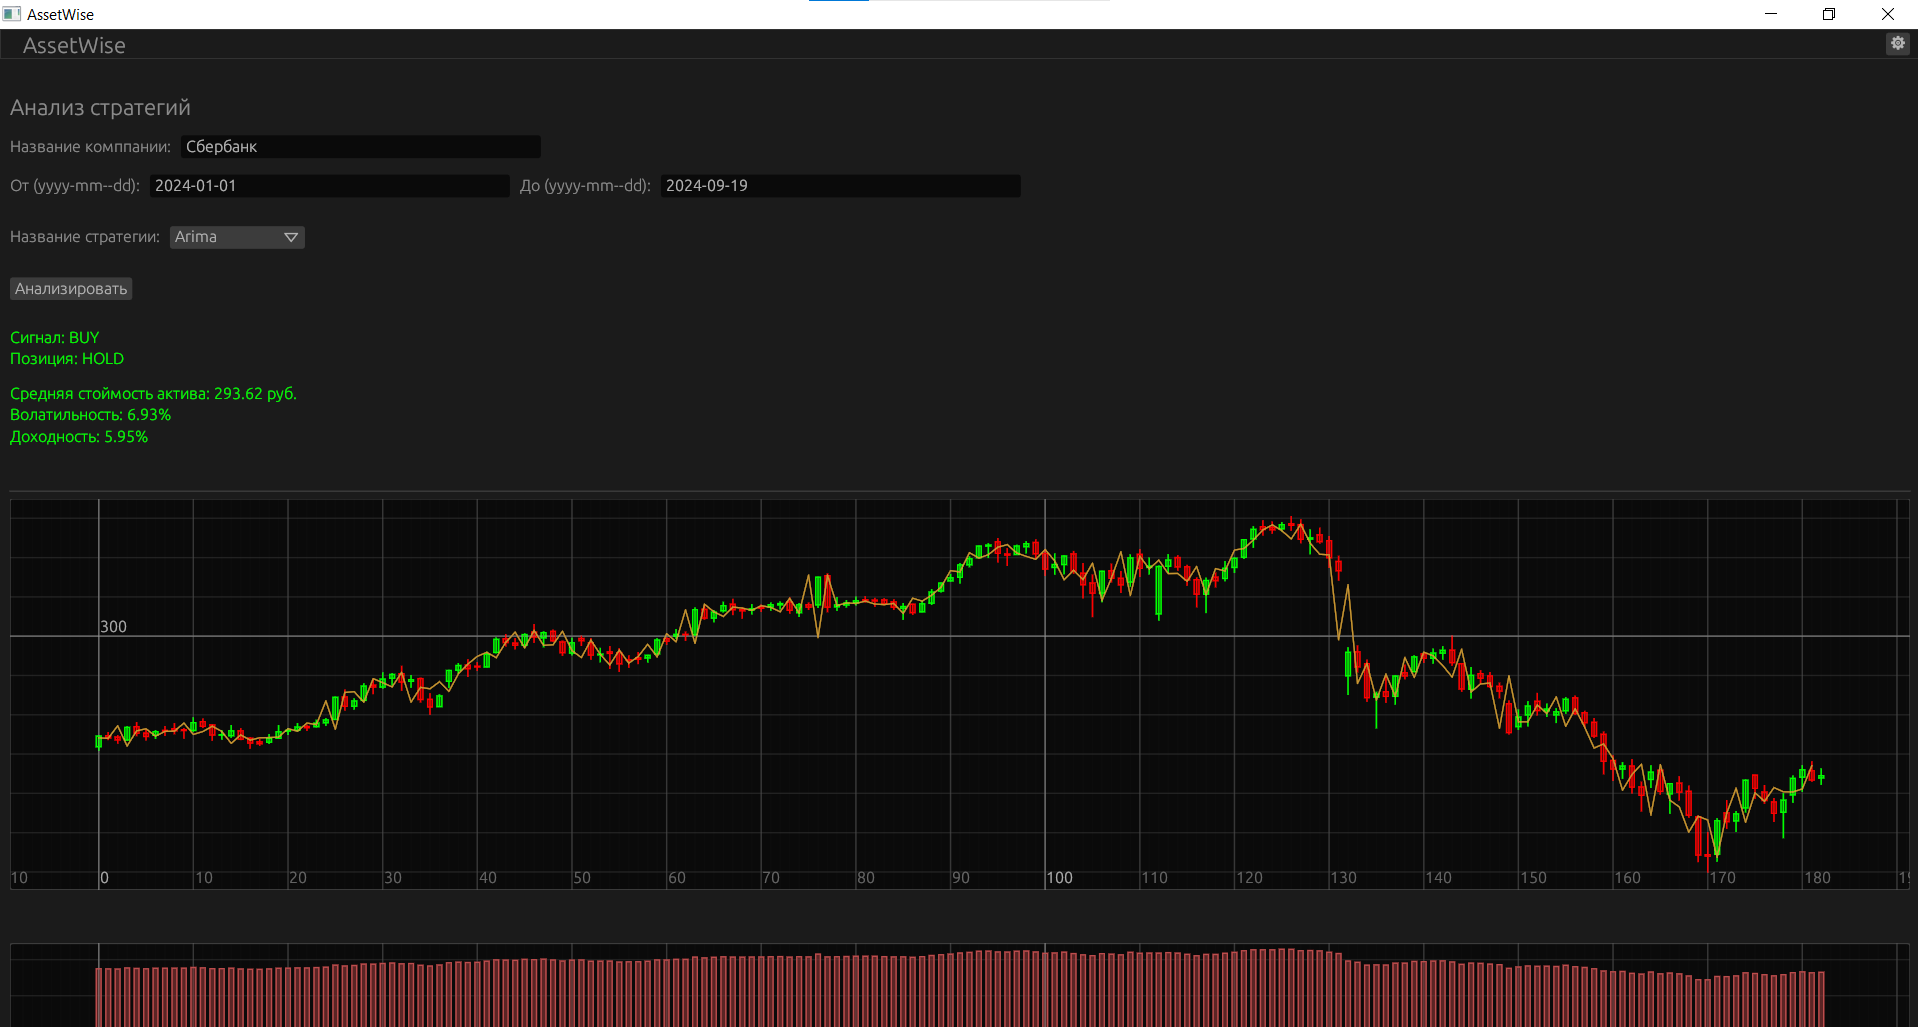 AssetWise
AssetWise
Анализ стратегий
Название комппании: Сбербанк
От (yyyy-mm--dd): 2024-01-01 До (yyyy-mm--dd): 2024-09-19
Название стратегии: Arima
Анализировать
Сигнал: BUY
Позиция: HOLD
Средняя стоймость актива: 293.62 руб.
Волатильность: 6.93%
Доходность: 5.95%
300
10 0 10 20 30 40 50 60 70 80 90 100 110 120 130 140 150 160 170 180